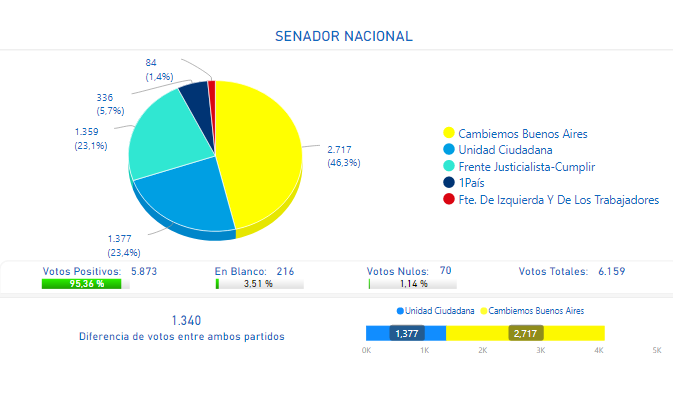 SENADOR NACIONAL
84
(1,4%)
336
(5,7%)
1.359
(23,1%)
2.717
(46,3%)
1.377
(23,4%)
Cambiemos Buenos Aires
Unidad Ciudadana
Frente Justicialista-Cumplir
1País
Fte. De Izquierda Y De Los Trabajadores
Votos Positivos: 5.873
95,36 %
En Blanco: 216
3,51 %
Votos Nulos: 70
1,14 %
Votos Totales: 6.159
1.340
Diferencia de votos entre ambos partidos
Unidad Ciudadana Cambiemos Buenos Aires
1,377 2,717
0K 1K 2K 3K 4K 5K